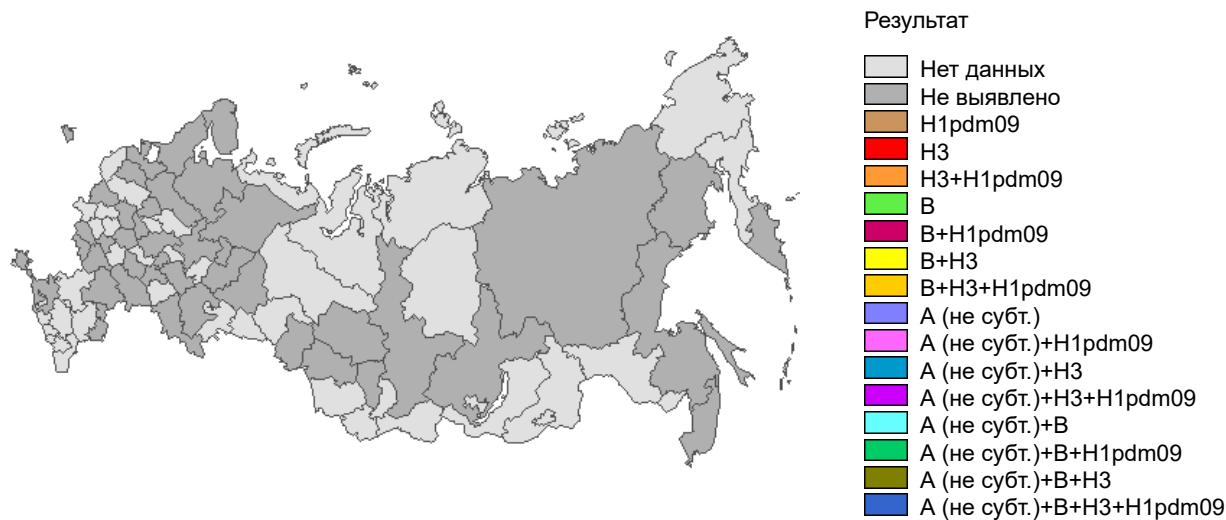 Результат
Нет данных
Не выявлено
H1pdm09
H3
H3+H1pdm09
B
B+H1pdm09
B+H3
B+H3+H1pdm09
А (не субт.)
А (не субт.)+H1pdm09
А (не субт.)+H3
А (не субт.)+H3+H1pdm09
А (не субт.)+B
А (не субт.)+B+H1pdm09
А (не субт.)+B+H3
А (не субт.)+B+H3+H1pdm09